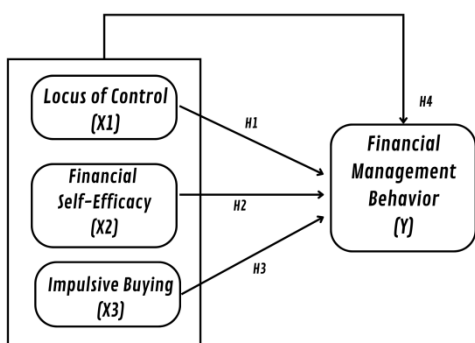 Locus of Control
(X1)
H1
H4
Financial
Self-Efficacy
(X2)
H2
Financial
Management
Behavior
(Y)
Impulsive Buying
(X3)
H3